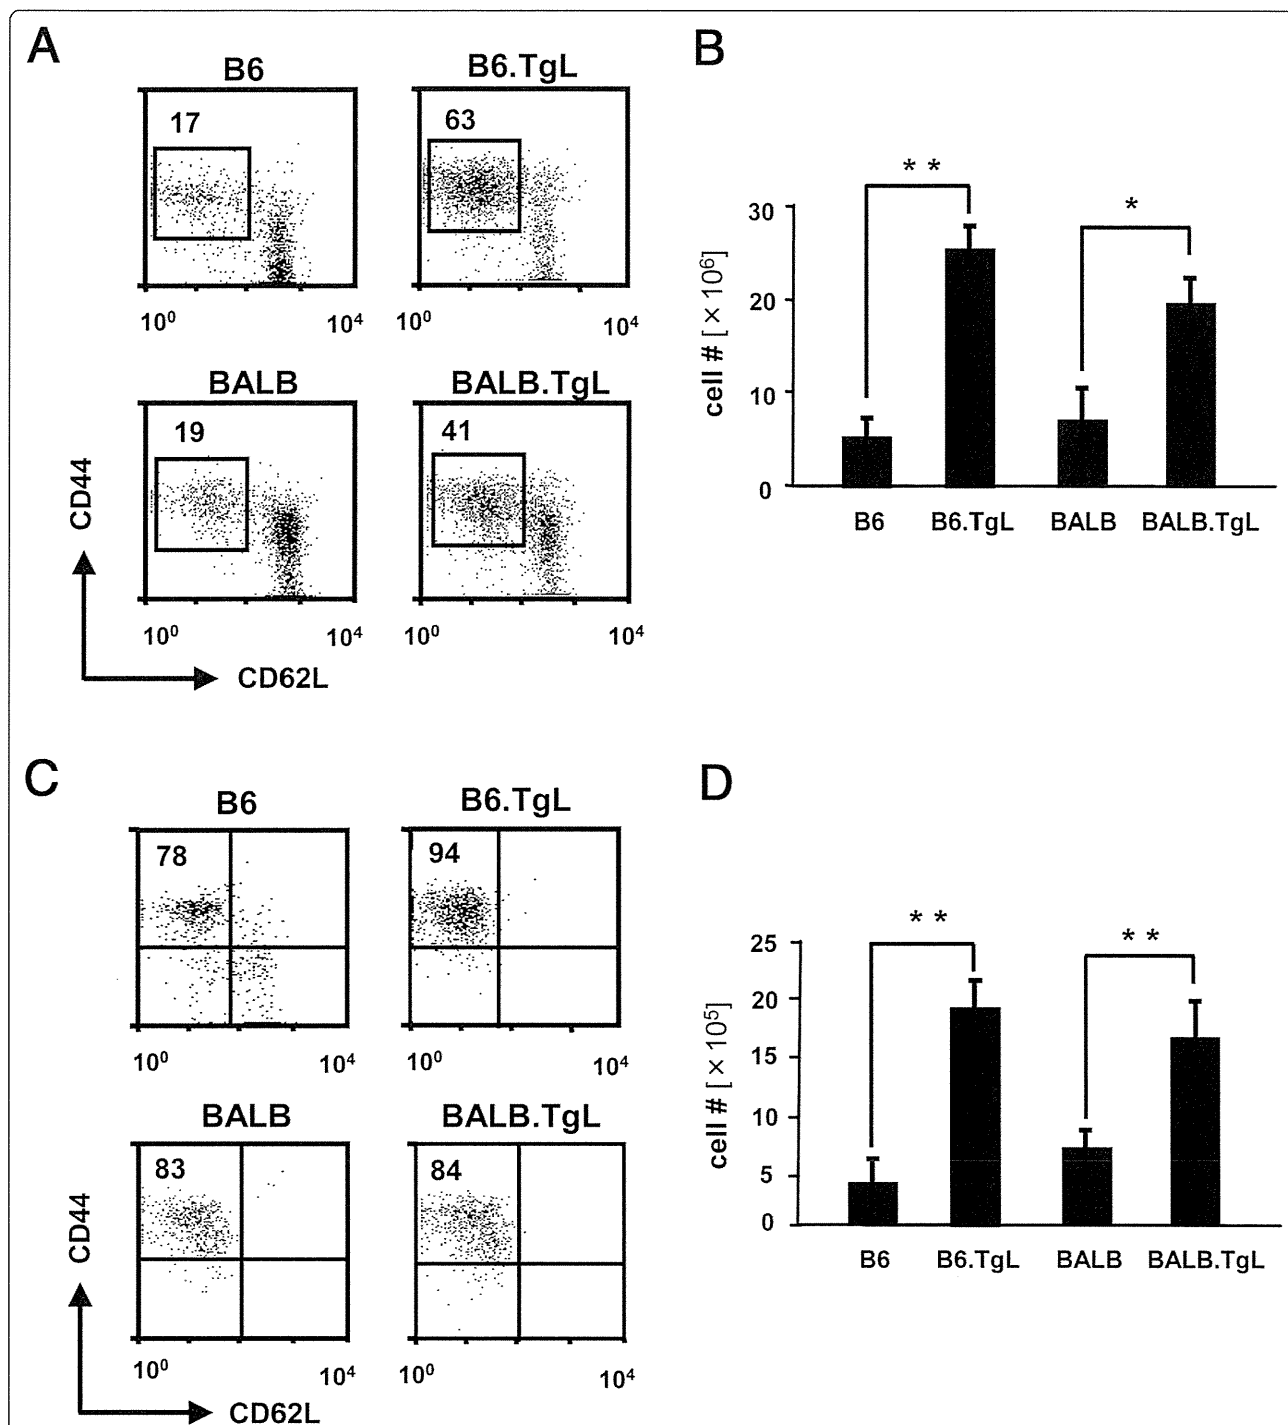 A
B6
B6.TgL
17
63
10⁰ 10⁴
10⁰ 10⁴
BALB
BALB.TgL
19
41
10⁰ 10⁴
10⁰ 10⁴
CD44
CD62L
B
cell # [×10⁶]
30
20
10
0
* *
*
B6 B6.TgL BALB BALB.TgL
C
B6
B6.TgL
78
94
10⁰ 10⁴
10⁰ 10⁴
BALB
BALB.TgL
83
84
10⁰ 10⁴
10⁰ 10⁴
CD44
CD62L
D
cell # [×10⁵]
25
20
15
10
5
0
* *
* *
B6 B6.TgL BALB BALB.TgL